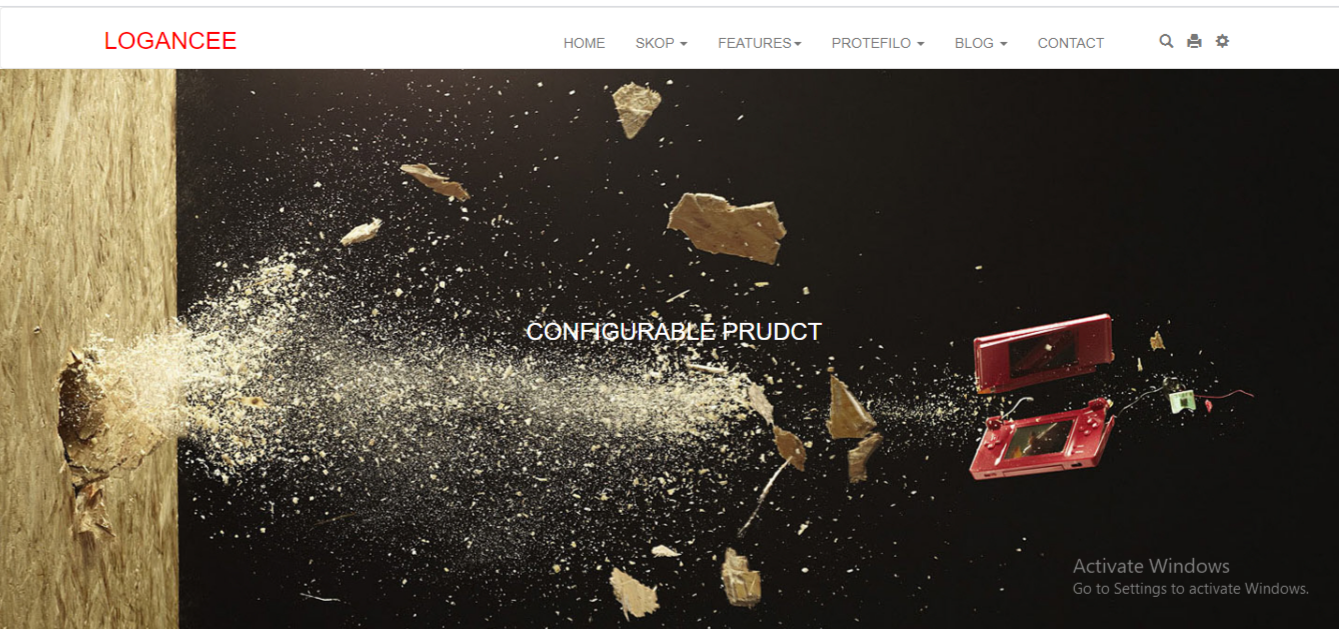 LOGANCEE
HOME SKOP FEATURES PROTEFILO BLOG CONTACT
CONFIGURABLE PRUDCT
Activate Windows
Go to Settings to activate Windows.